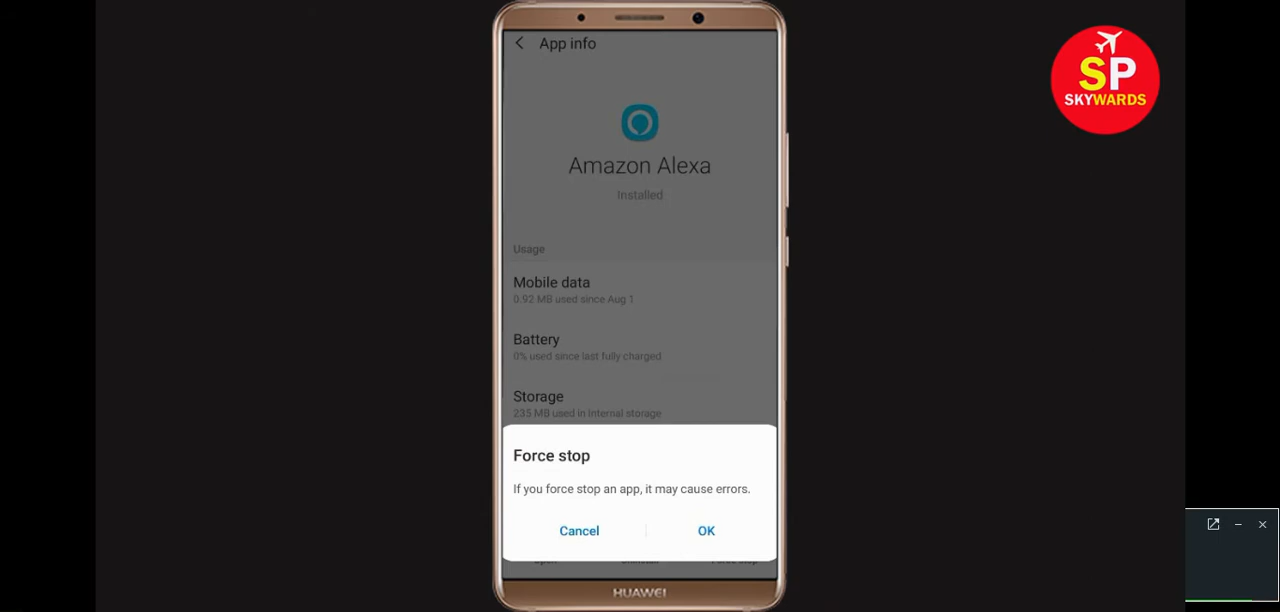 App info
SP
SKYWARDS
Amazon Alexa
Installed
Usage
Mobile data
0.92 MB used since Aug 1
Battery
0% used since last fully charged
Storage
235 MB used in Internal storage
Force stop
If you force stop an app, it may cause errors.
Cancel
OK
HUAWEI